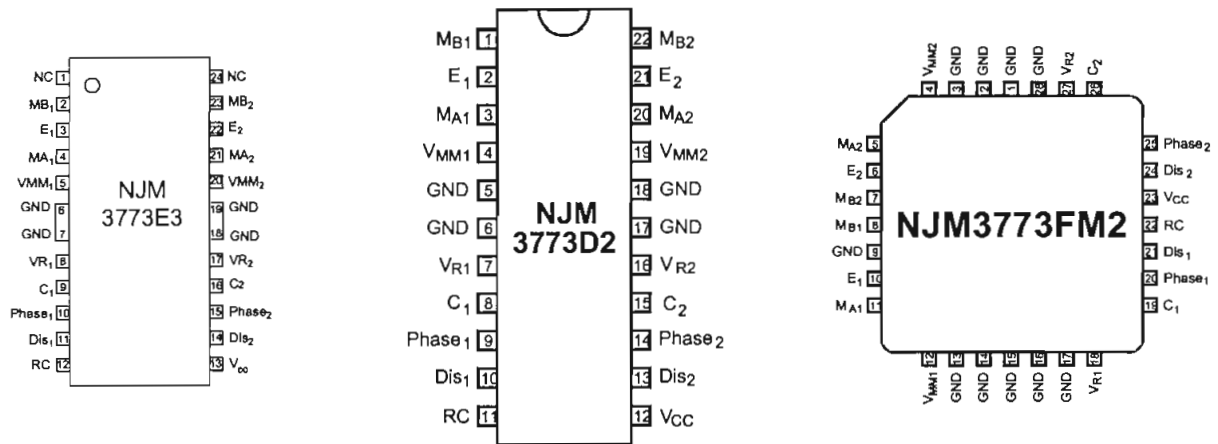 NC 1
MB1 2
E1 3
MA1 4
VMM1 5
GND 6
GND 7
VR1 8
C1 9
Phase1 10
Dis1 11
RC 12
24 NC
23 MB2
22 E2
21 MA2
20 VMM2
19 GND
18 GND
17 VR2
16 C2
15 Phase2
14 Dis2
13 Vcc
NJM
3773E3
MB1 1
E1 2
MA1 3
VMM1 4
GND 5
GND 6
VR1 7
C1 8
Phase1 9
Dis1 10
RC 11
22 MB2
21 E2
20 MA2
19 VMM2
18 GND
17 GND
16 VR2
15 C2
14 Phase2
13 Dis2
12 VCC
NJM
3773D2
VMM2 4
GND 3
GND 2
GND 1
GND 28
VR2 27
C2 26
MA2 5
E2 6
MB2 7
MB1 8
GND 9
E1 10
MA1 11
25 Phase2
24 Dis2
23 VCC
22 RC
21 Dis1
20 Phase1
19 C1
NJM3773FM2
VMM1 12
GND 13
GND 14
GND 15
GND 16
GND 17
VR1 18